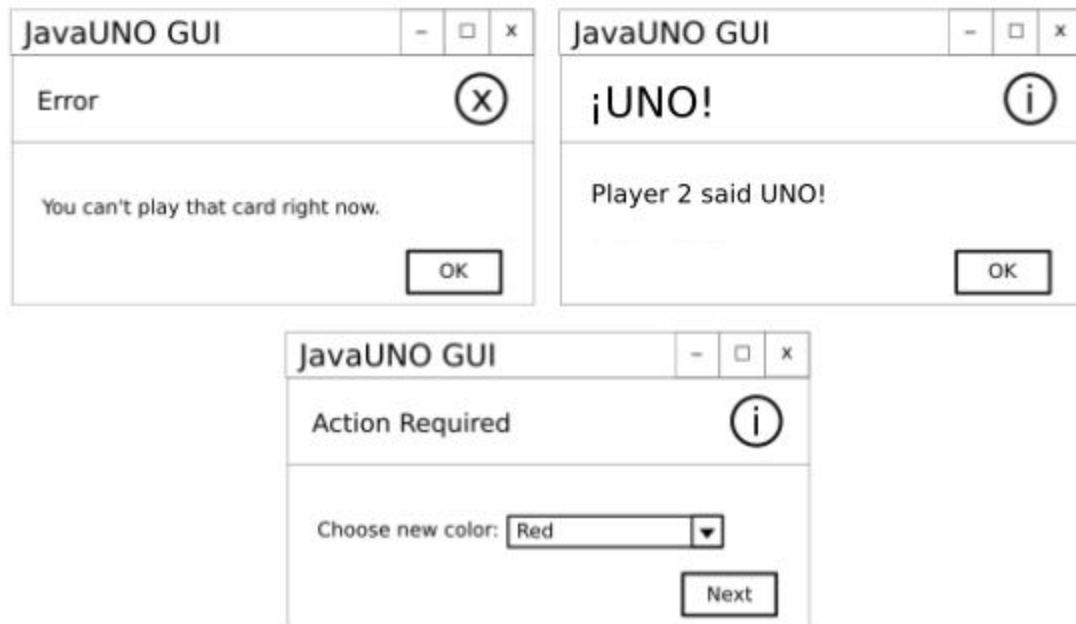 JavaUNO GUI
Error
You can't play that card right now.
OK
JavaUNO GUI
¡UNO!
Player 2 said UNO!
OK
JavaUNO GUI
Action Required
Choose new color: Red
Next